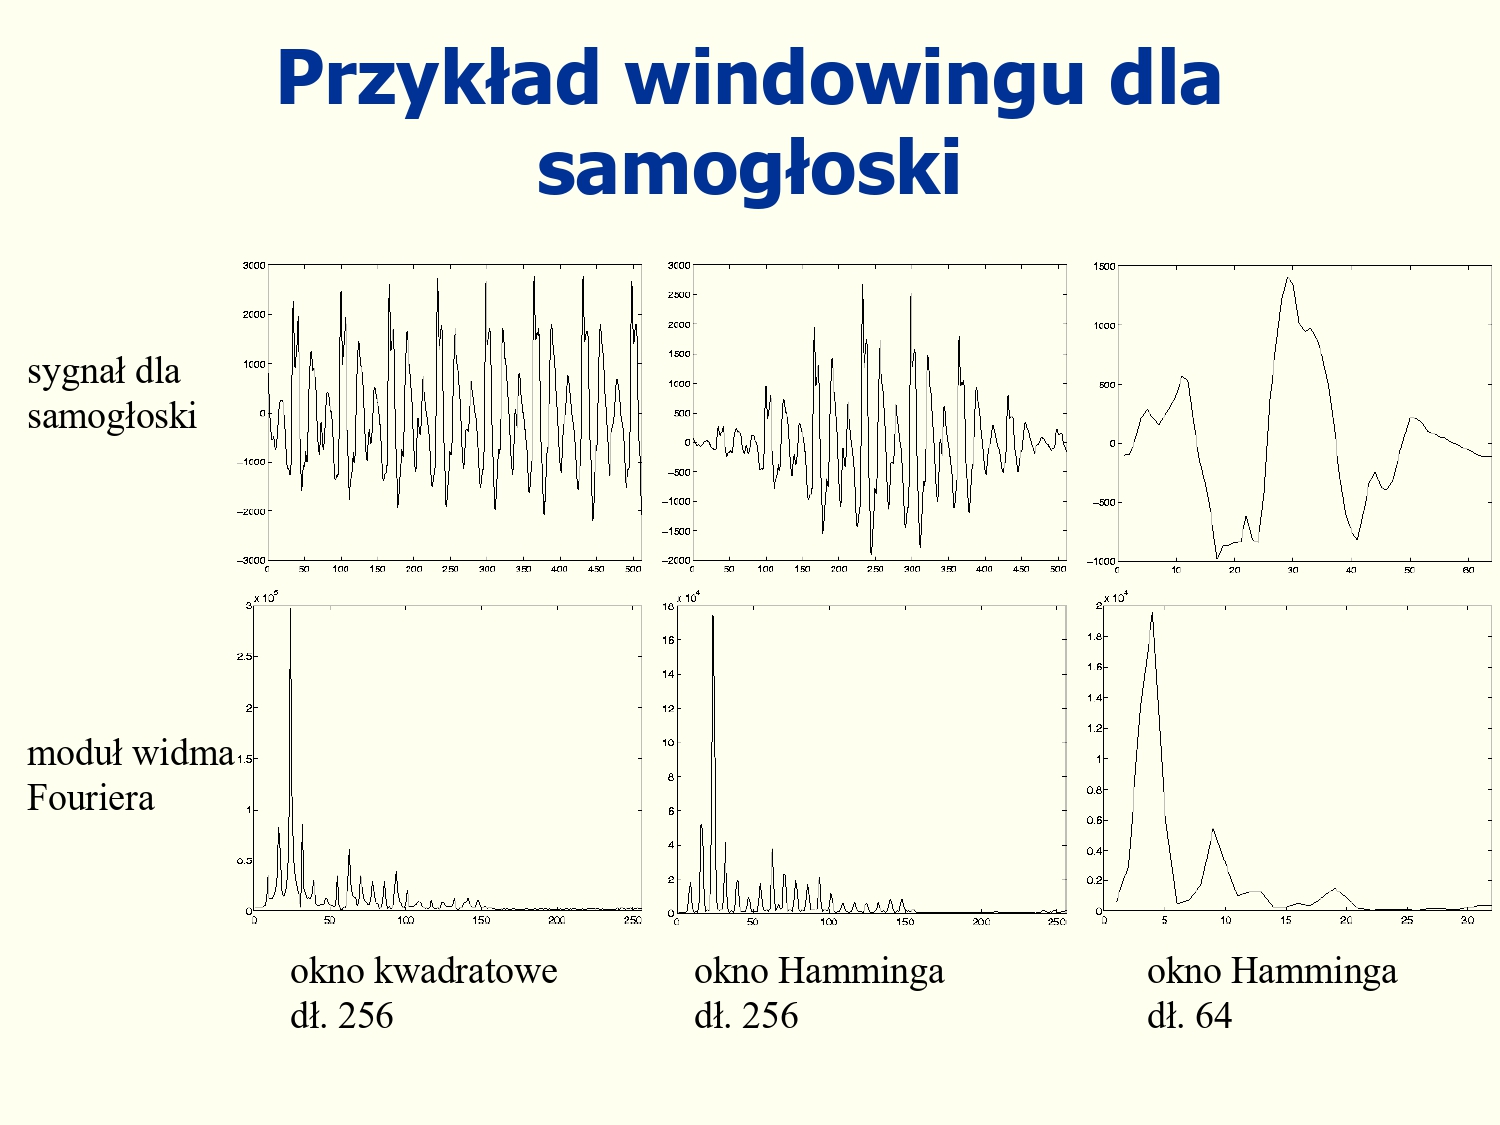 Przykład windowingu dla
samogłoski
sygnał dla
samogłoski
3000
2000
1000
0
−1000
−2000
−3000
0 50 100 150 200 250 300 350 400 450 500
3000
2500
2000
1500
1000
500
0
−500
−1000
−1500
−2000
0 50 100 150 200 250 300 350 400 450 500
1500
1000
500
0
−500
−1000
0 10 20 30 40 50 60
moduł widma
Fouriera
x 10⁵
3
2.5
2
1.5
1
0.5
0
0 50 100 150 200 250
x 10⁴
18
16
14
12
10
8
6
4
2
0
0 50 100 150 200 250
x 10⁴
2
1.8
1.6
1.4
1.2
1
0.8
0.6
0.4
0.2
0
0 5 10 15 20 25 30
okno kwadratowe
dł. 256
okno Hamminga
dł. 256
okno Hamminga
dł. 64